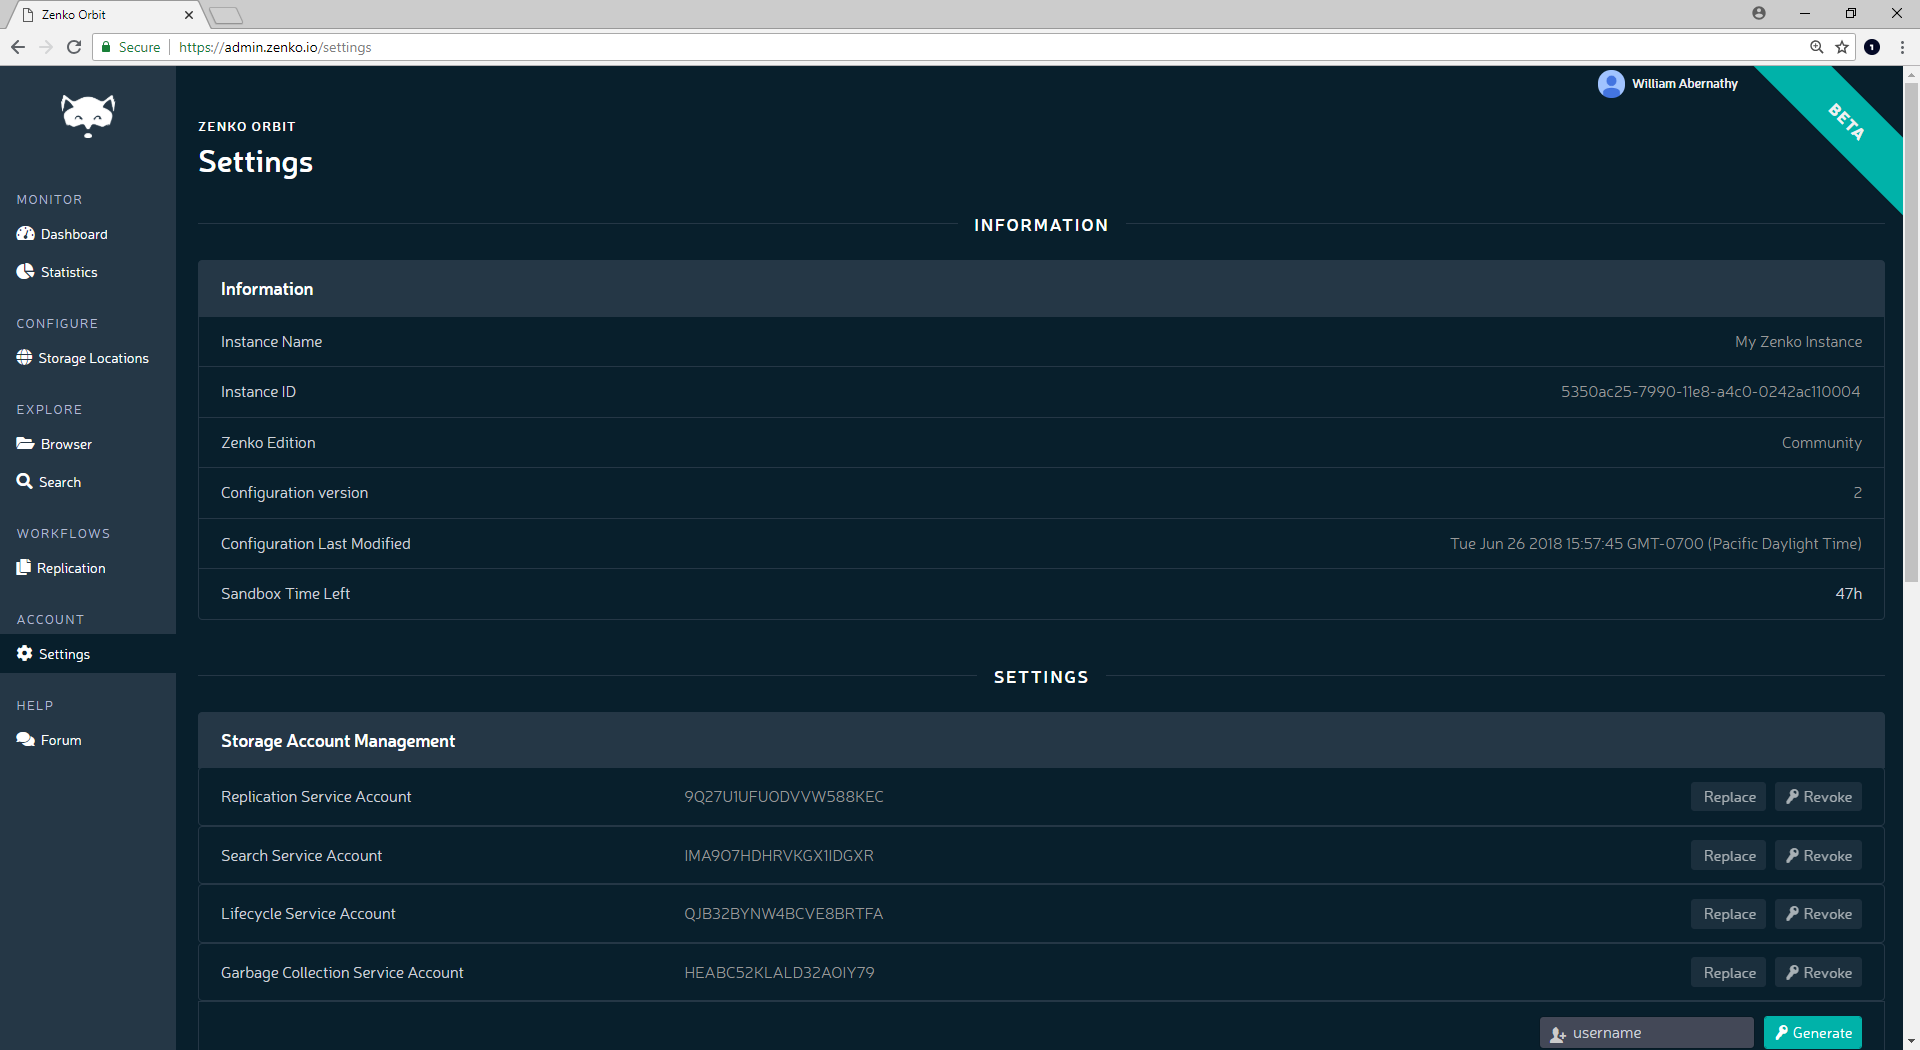 Zenko Orbit
Secure https://admin.zenko.io/settings
William Abernathy
BETA
ZENKO ORBIT
Settings
MONITOR
Dashboard
Statistics
CONFIGURE
Storage Locations
EXPLORE
Browser
Search
WORKFLOWS
Replication
ACCOUNT
Settings
HELP
Forum
INFORMATION
Information
Instance Name My Zenko Instance
Instance ID 5350ac25-7990-11e8-a4c0-0242ac110004
Zenko Edition Community
Configuration version 2
Configuration Last Modified Tue Jun 26 2018 15:57:45 GMT-0700 (Pacific Daylight Time)
Sandbox Time Left 47h
SETTINGS
Storage Account Management
Replication Service Account 9Q27U1UFUODVVW588KEC Replace Revoke
Search Service Account IMA9O7HDHRVKGX1IDGXR Replace Revoke
Lifecycle Service Account QJB32BYNW4BCVE8BRTFA Replace Revoke
Garbage Collection Service Account HEABC52KLALD32AOIY79 Replace Revoke
username Generate